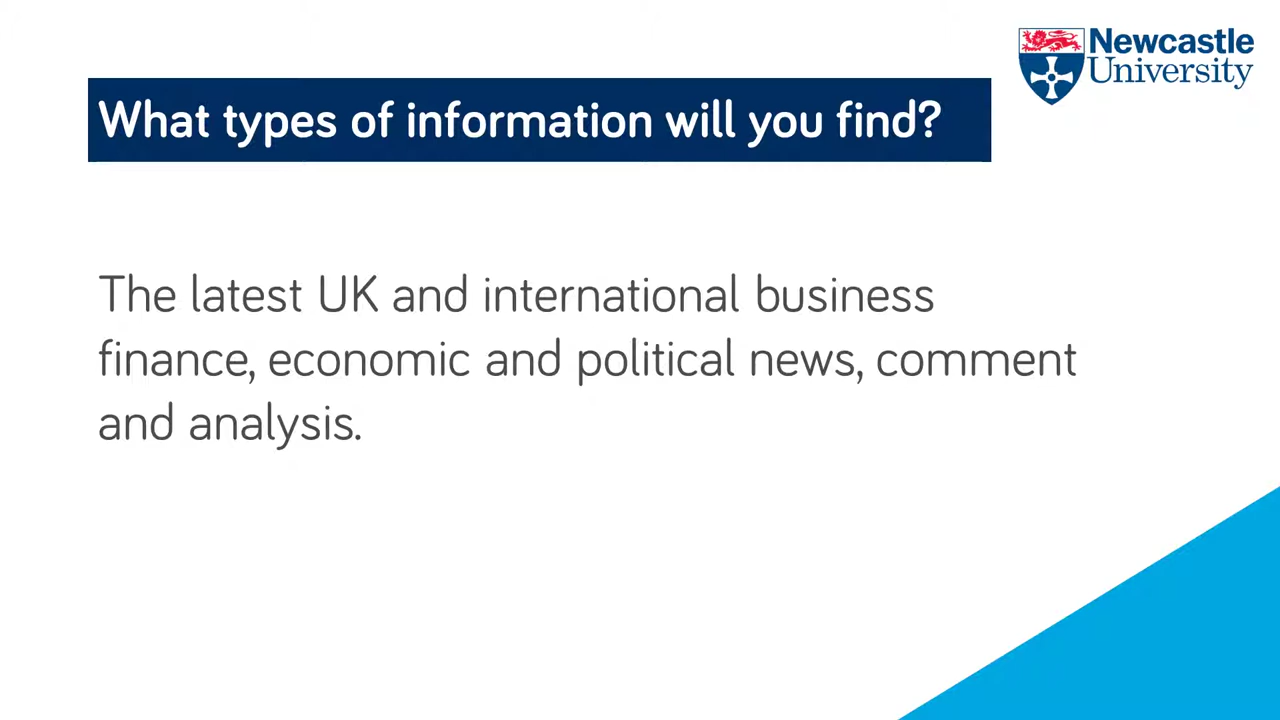 Newcastle
University
What types of information will you find?
The latest UK and international business
finance, economic and political news, comment
and analysis.